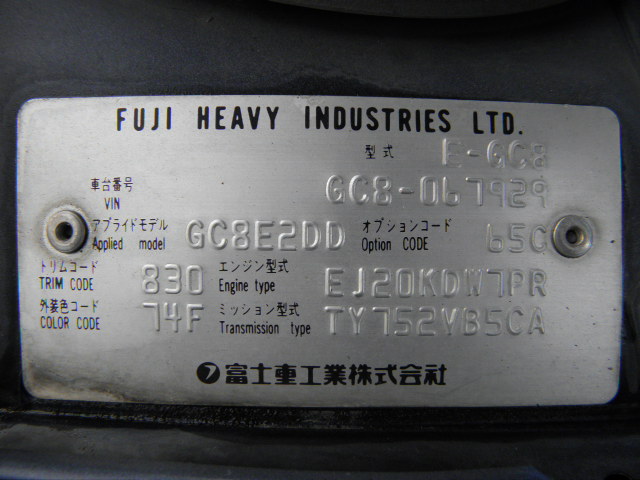 FUJI HEAVY INDUSTRIES LTD.
型式 E-GC8
車台番号 VIN GC8-067929
アプライドモデル Applied model GC8E2DD オプションコード Option CODE 65C
トリムコード TRIM CODE 830 エンジン型式 Engine type EJ20KDW7PR
外装色コード COLOR CODE 74F ミッション型式 Transmission type TY752VB5CA
富士重工業株式会社